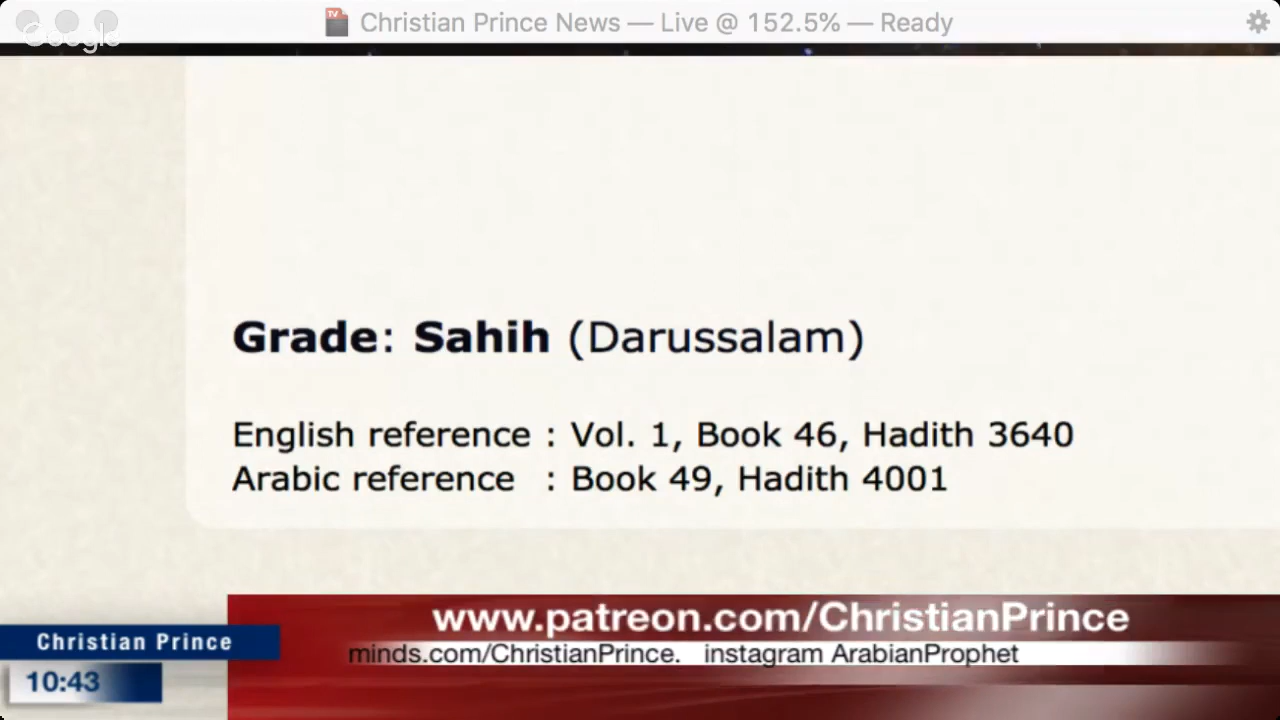 Christian Prince News — Live @ 152.5% — Ready
Google
Grade: Sahih (Darussalam)
English reference : Vol. 1, Book 46, Hadith 3640
Arabic reference : Book 49, Hadith 4001
www.patreon.com/ChristianPrince
Christian Prince
minds.com/ChristianPrince. instagram ArabianProphet
10:43